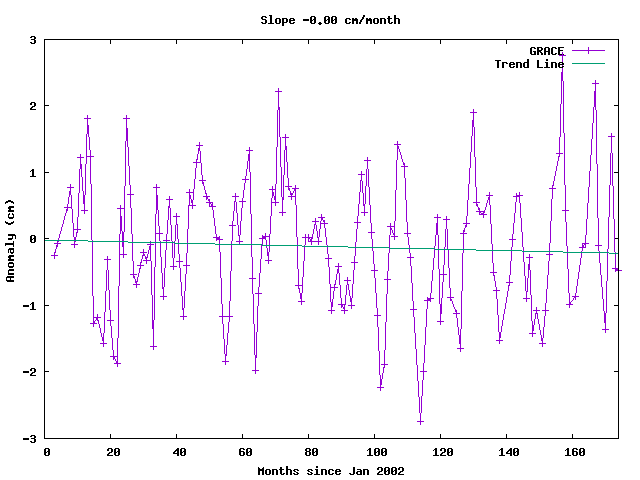 Slope -0.00 cm/month
GRACE
Trend Line
3
2
1
0
-1
-2
-3
Anomaly (cm)
0 20 40 60 80 100 120 140 160
Months since Jan 2002